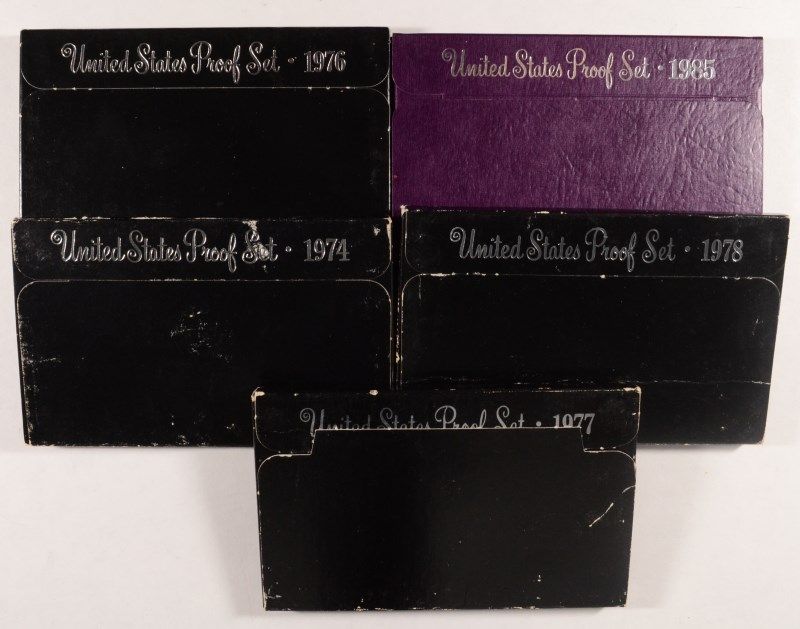 United States Proof Set · 1976
United States Proof Set · 1985
United States Proof Set · 1974
United States Proof Set · 1978
United States Proof Set · 1977